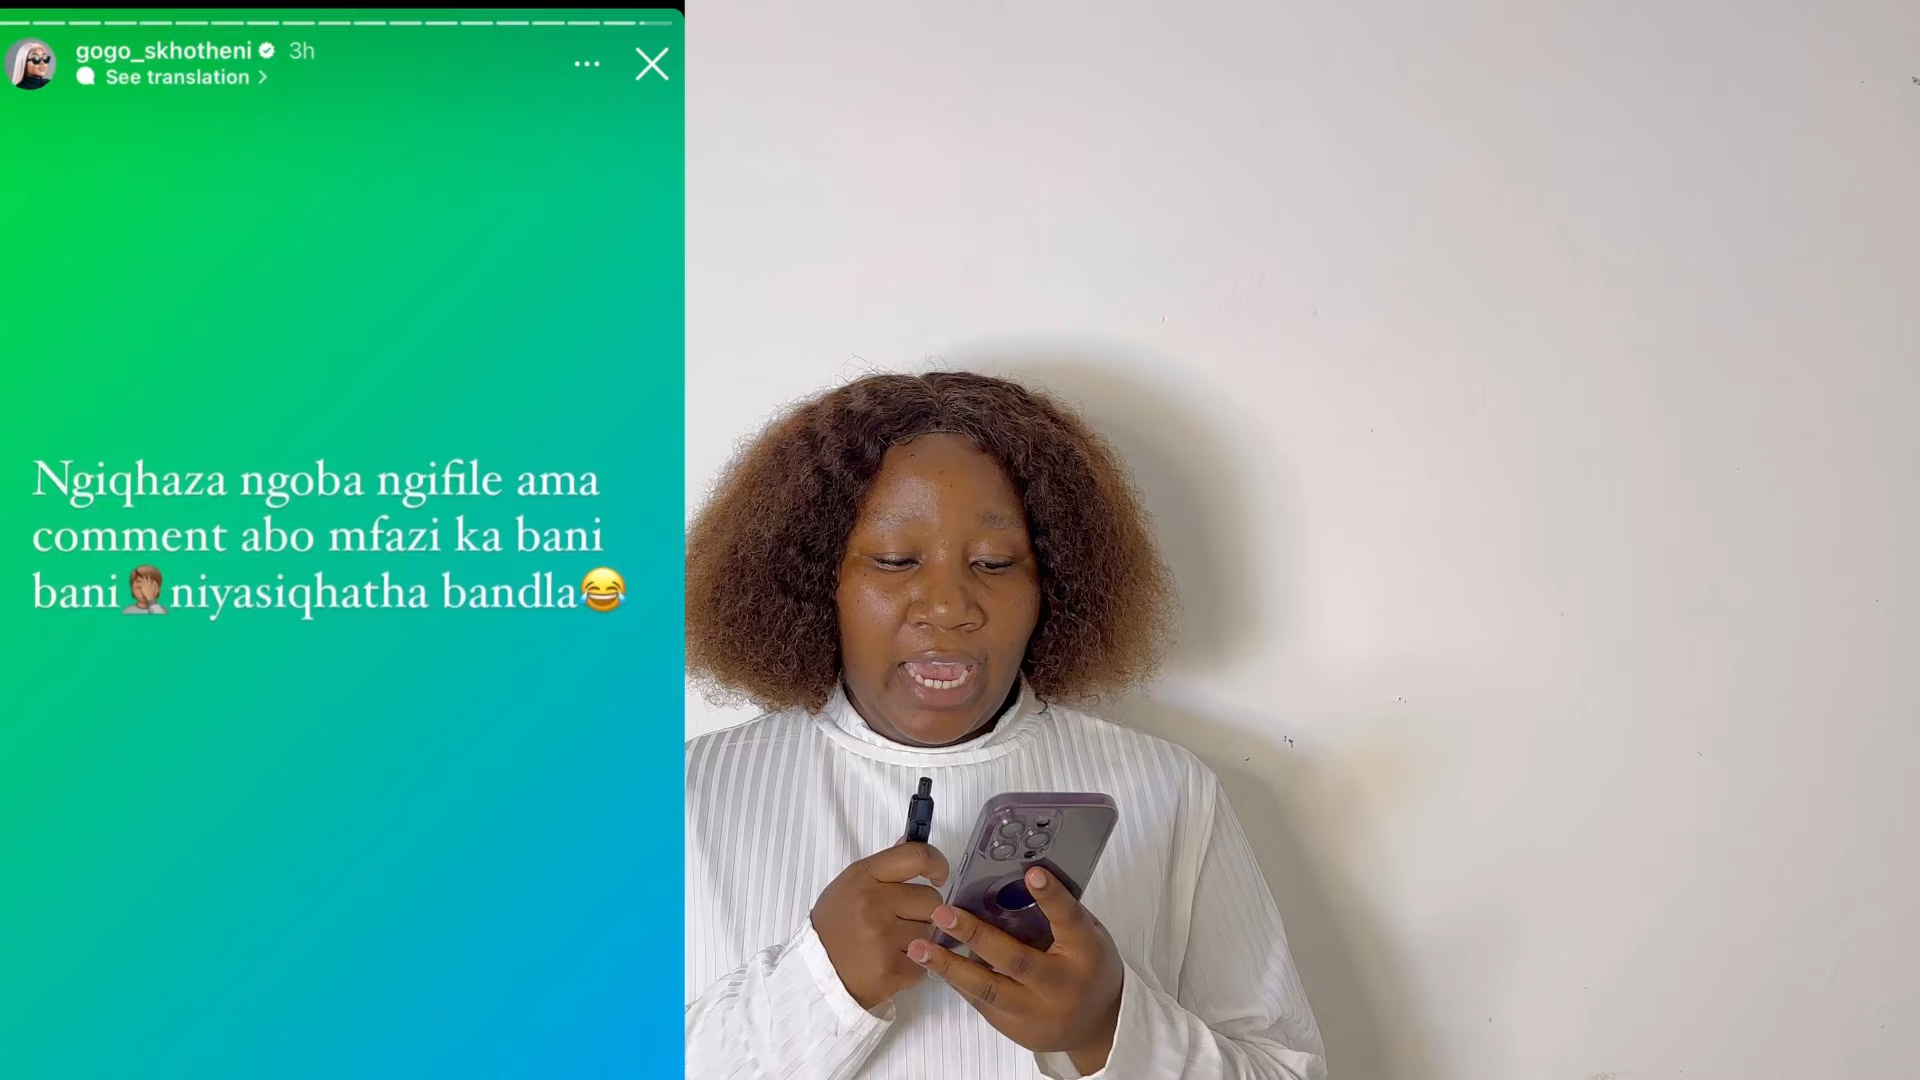 gogo_skhotheni 3h
See translation
Ngiqhaza ngoba ngifile ama
comment abo mfazi ka bani
bani🤦🏽‍♂️niyasiqhatha bandla😂